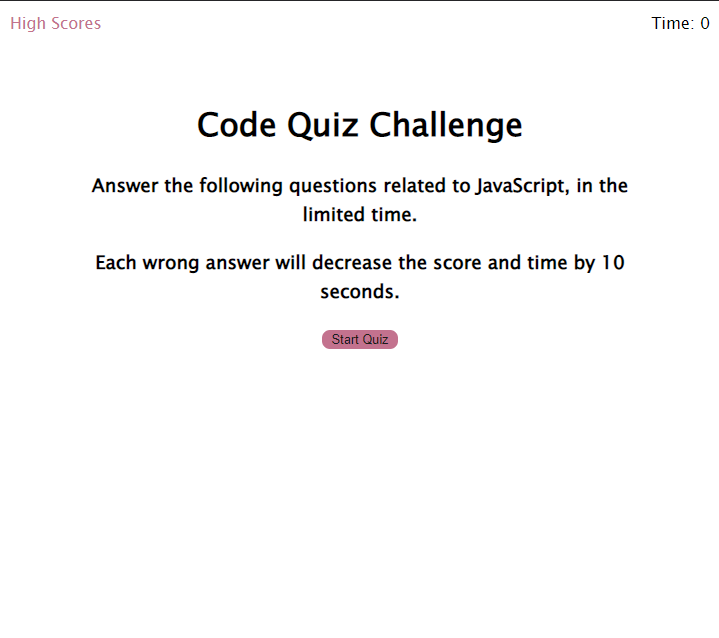 High Scores
Time: 0
Code Quiz Challenge
Answer the following questions related to JavaScript, in the
limited time.
Each wrong answer will decrease the score and time by 10
seconds.
Start Quiz